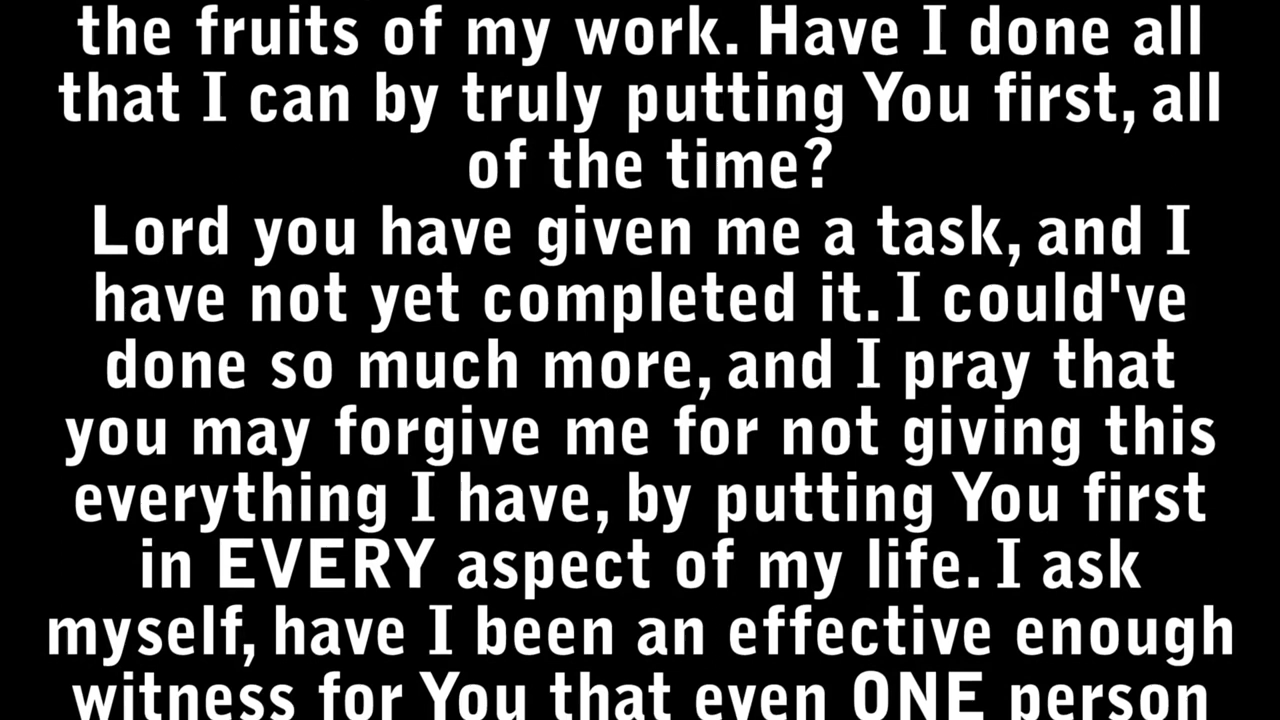 the fruits of my work. Have I done all
that I can by truly putting You first, all
of the time?
Lord you have given me a task, and I
have not yet completed it. I could've
done so much more, and I pray that
you may forgive me for not giving this
everything I have, by putting You first
in EVERY aspect of my life. I ask
myself, have I been an effective enough
witness for You that even ONE person